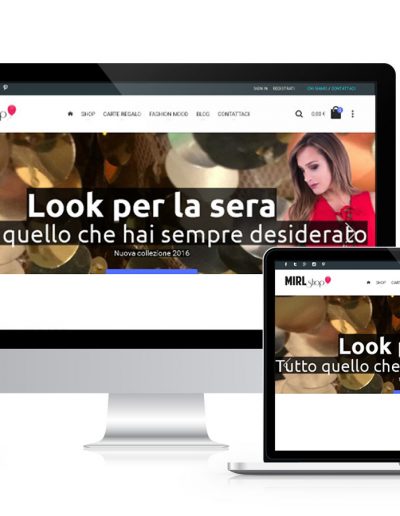 SIGN IN REGISTRATI CHI SIAMO / CONTATTACI
SHOP CARTE REGALO FASHION MOOD BLOG CONTATTACI 0,00 € 0
Look per la sera
quello che hai sempre desiderato
Nuova collezione 2016
MIRL shop
SHOP
Look
Tutto quello che